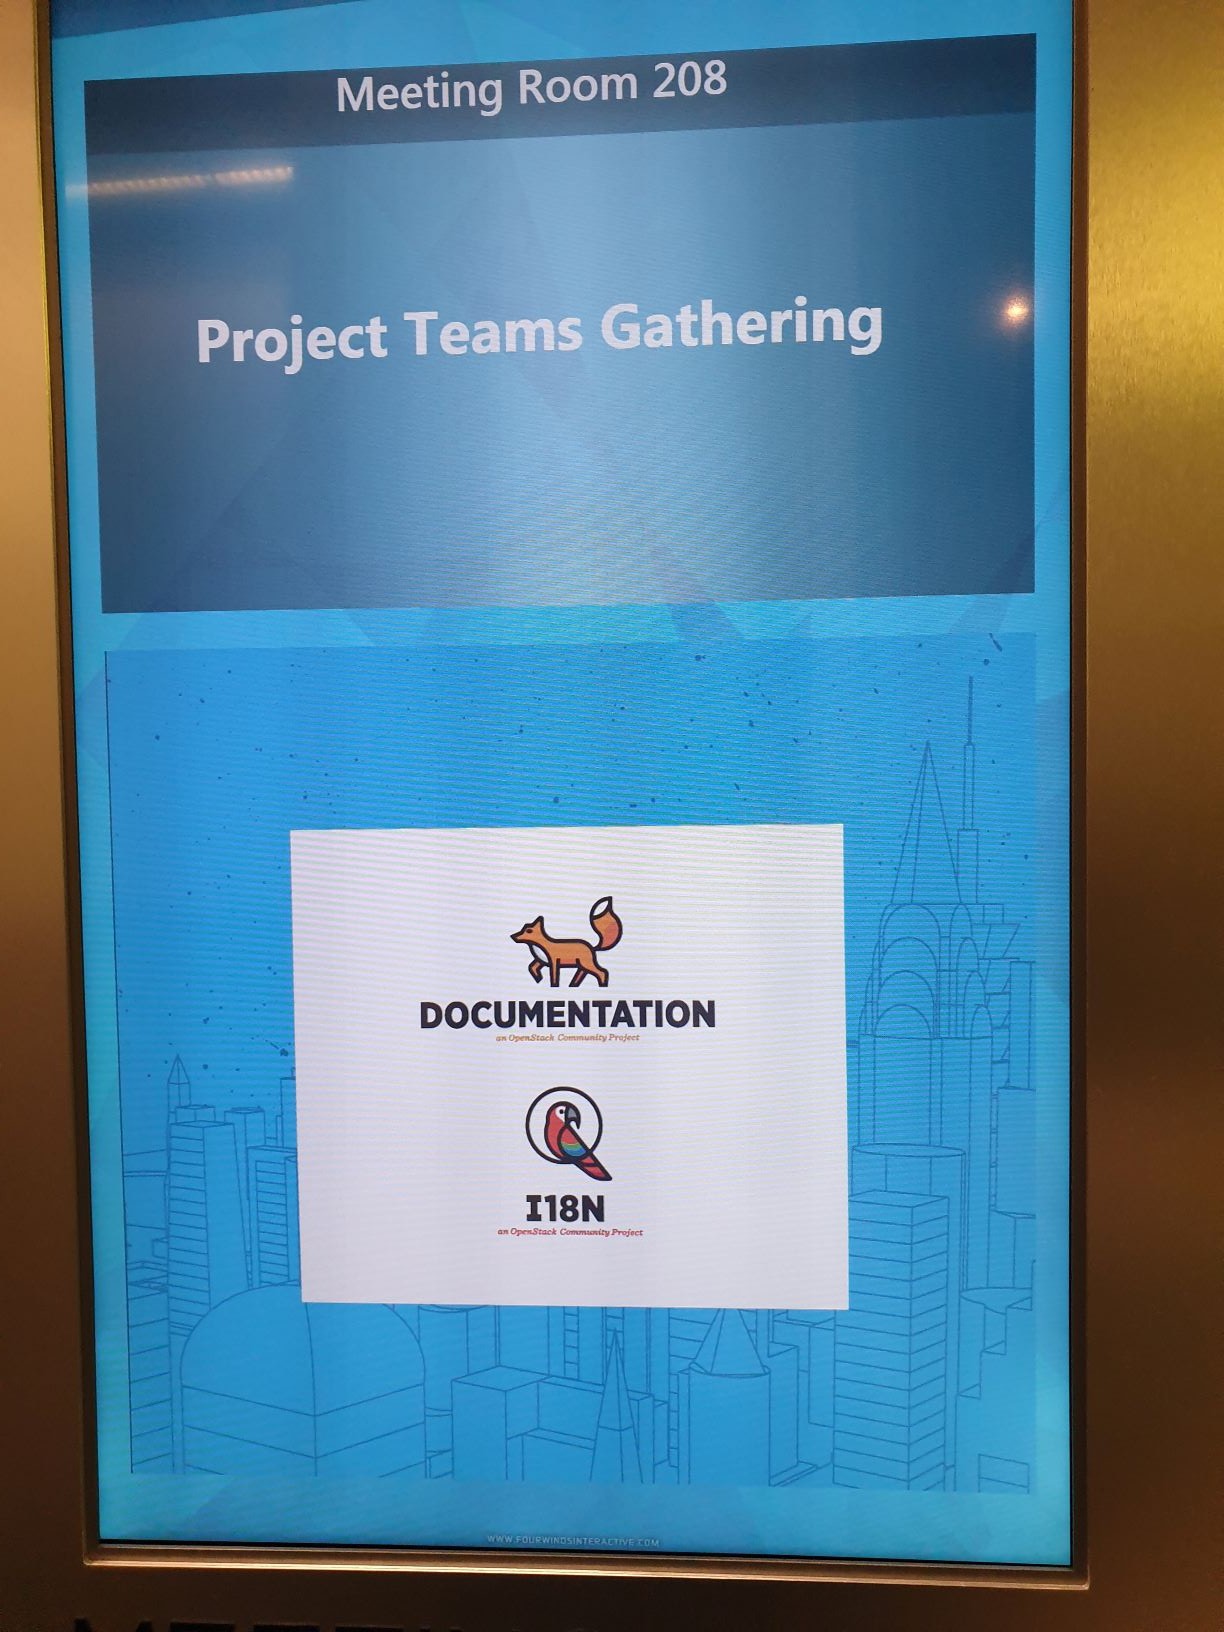 Meeting Room 208
Project Teams Gathering
DOCUMENTATION
an OpenStack Community Project
I18N
an OpenStack Community Project
WWW.FOURWINDSINTERACTIVE.COM